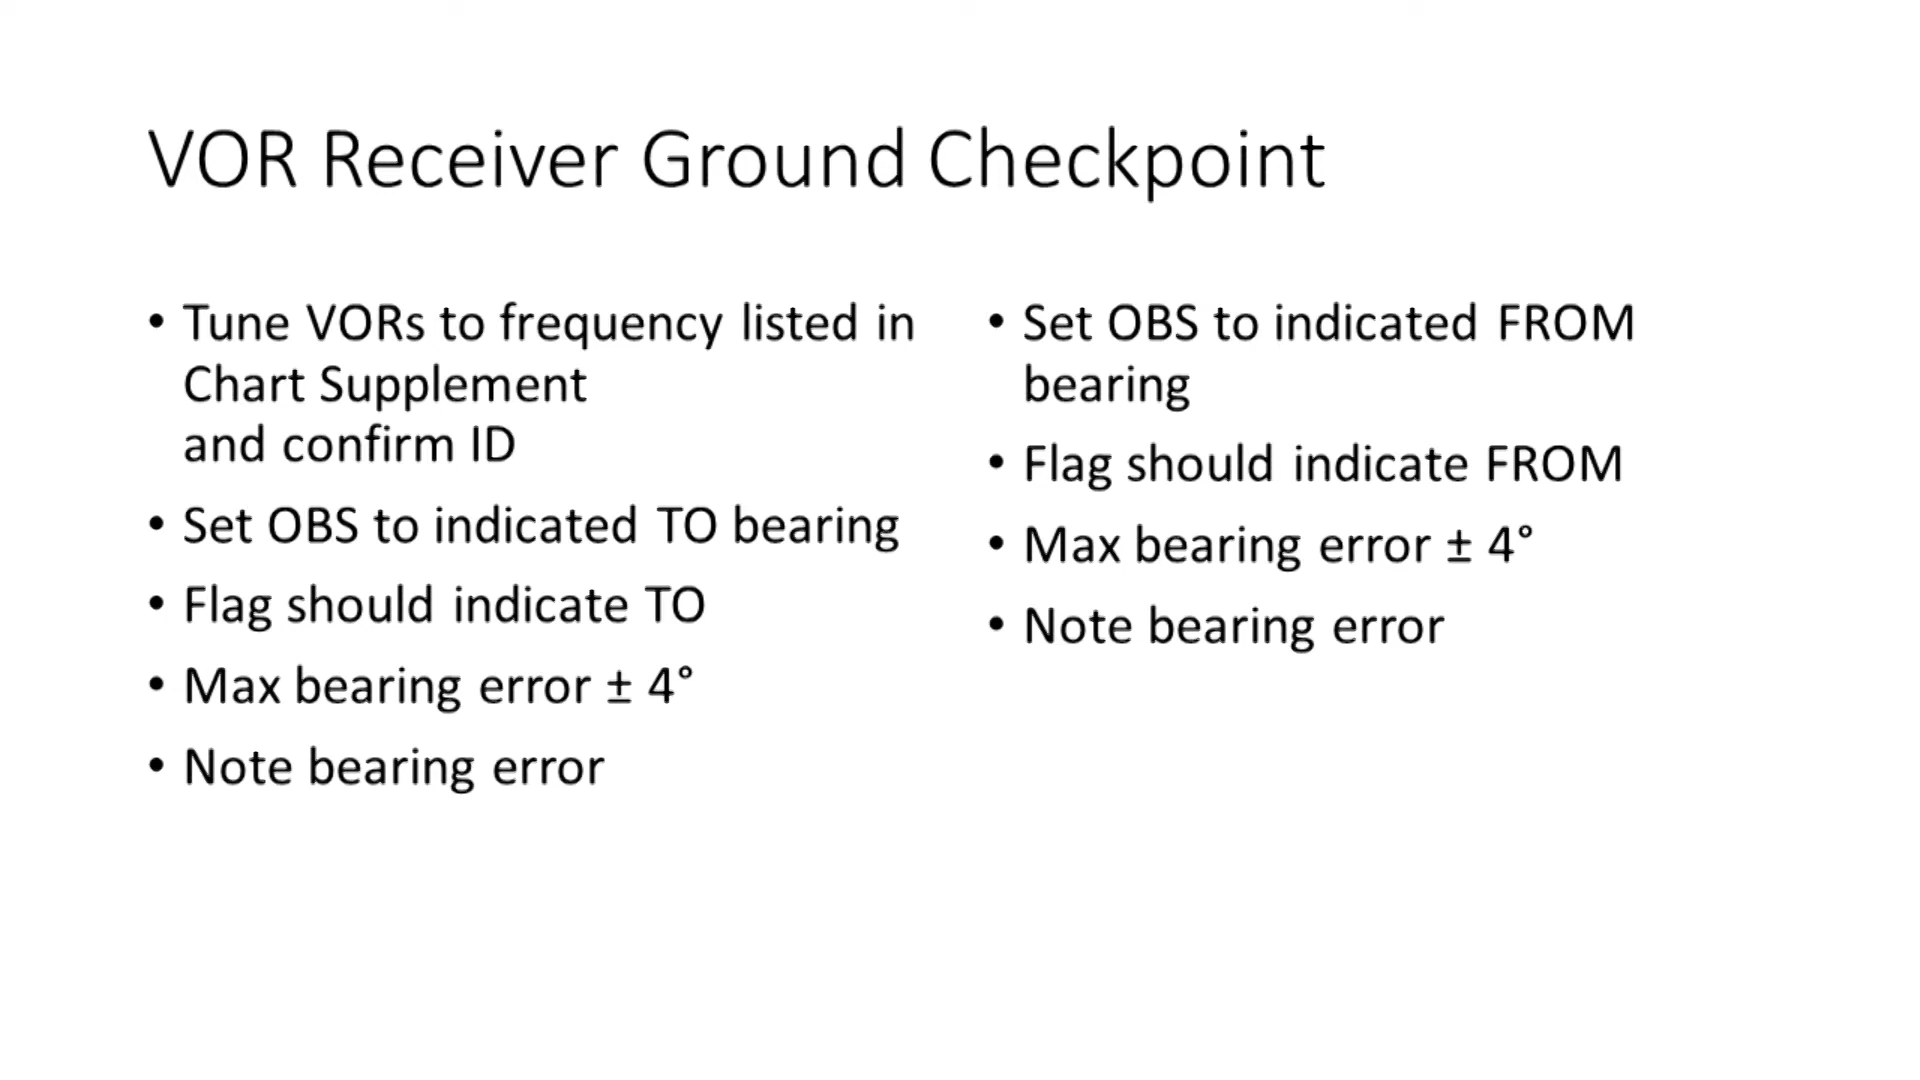 VOR Receiver Ground Checkpoint
• Tune VORs to frequency listed in
Chart Supplement
and confirm ID
• Set OBS to indicated TO bearing
• Flag should indicate TO
• Max bearing error ± 4°
• Note bearing error
• Set OBS to indicated FROM
bearing
• Flag should indicate FROM
• Max bearing error ± 4°
• Note bearing error